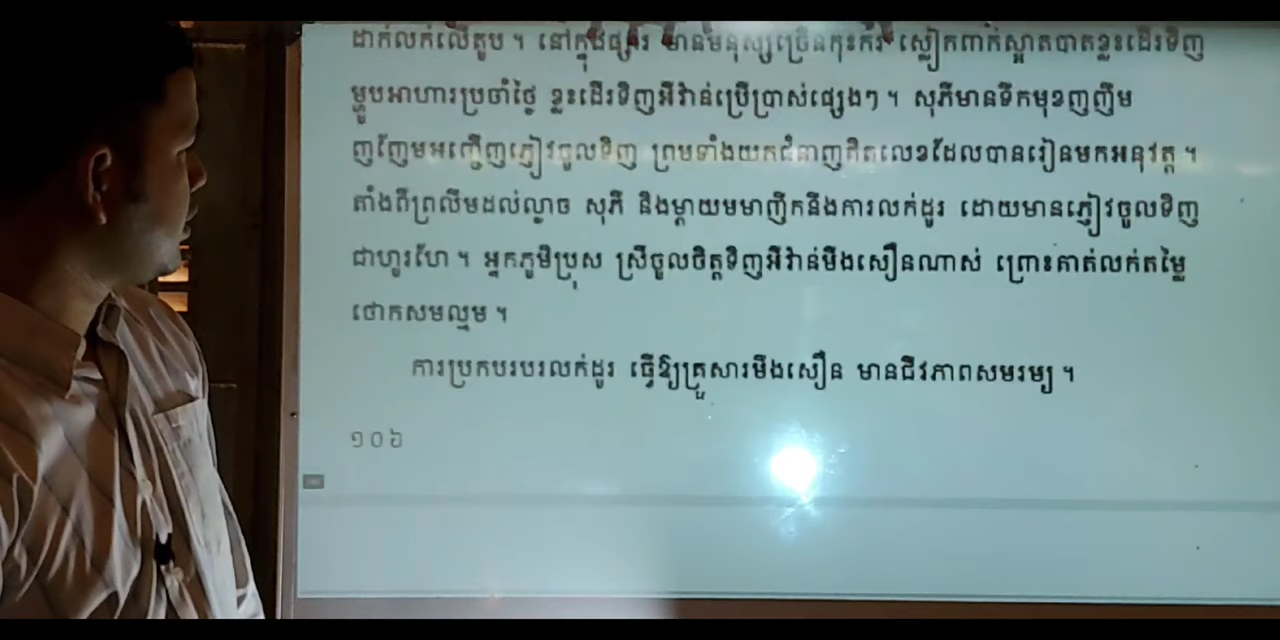 ដាក់លក់លើតូប ។ នៅក្នុងផ្សារ មានមនុស្សច្រើនកុះករ ស្លៀកពាក់ស្អាតបាតខ្លះដើរទិញ
ម្ហូបអាហារប្រចាំថ្ងៃ ខ្លះដើរទិញអីវ៉ាន់ប្រើប្រាស់ផ្សេងៗ ។ សុភីមានទឹកមុខញញឹម
ញញែមអញ្ជើញភ្ញៀវចូលទិញ ព្រមទាំងយកជំនាញគិតលេខដែលបានរៀនមកអនុវត្ត ។
តាំងពីព្រលឹមដល់ល្ងាច សុភី និងម្ដាយមមាញឹកនឹងការលក់ដូរ ដោយមានភ្ញៀវចូលទិញ
ជាហូរហែ ។ អ្នកភូមិប្រុស ស្រីចូលចិត្តទិញអីវ៉ាន់មីងសឿនណាស់ ព្រោះគាត់លក់តម្លៃ
ថោកសមល្មម ។
ការប្រកបរបរលក់ដូរ ធ្វើឱ្យគ្រួសារមីងសឿន មានជីវភាពសមរម្យ ។
១០៦